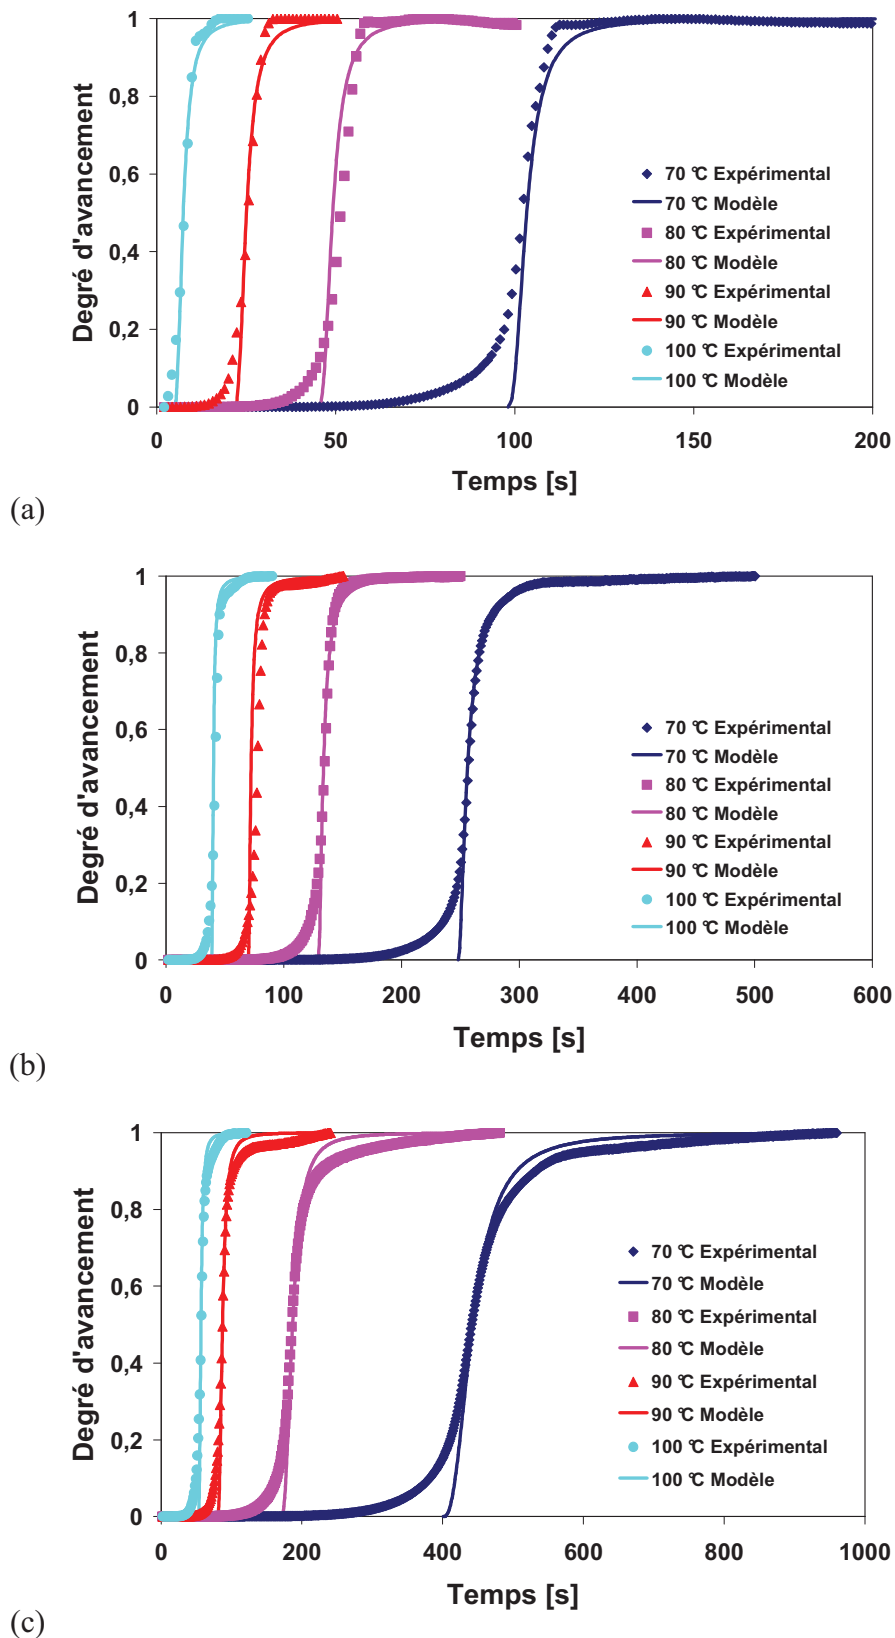 1
0,8
0,6
0,4
0,2
0
Degré d'avancement
0
50
100
150
200
Temps [s]
70 °C Expérimental
70 °C Modèle
80 °C Expérimental
80 °C Modèle
90 °C Expérimental
90 °C Modèle
100 °C Expérimental
100 °C Modèle
(a)
1
0,8
0,6
0,4
0,2
0
Degré d'avancement
0
100
200
300
400
500
600
Temps [s]
70 °C Expérimental
70 °C Modèle
80 °C Expérimental
80 °C Modèle
90 °C Expérimental
90 °C Modèle
100 °C Expérimental
100 °C Modèle
(b)
1
0,8
0,6
0,4
0,2
0
Degré d'avancement
0
200
400
600
800
1000
Temps [s]
70 °C Expérimental
70 °C Modèle
80 °C Expérimental
80 °C Modèle
90 °C Expérimental
90 °C Modèle
100 °C Expérimental
100 °C Modèle
(c)